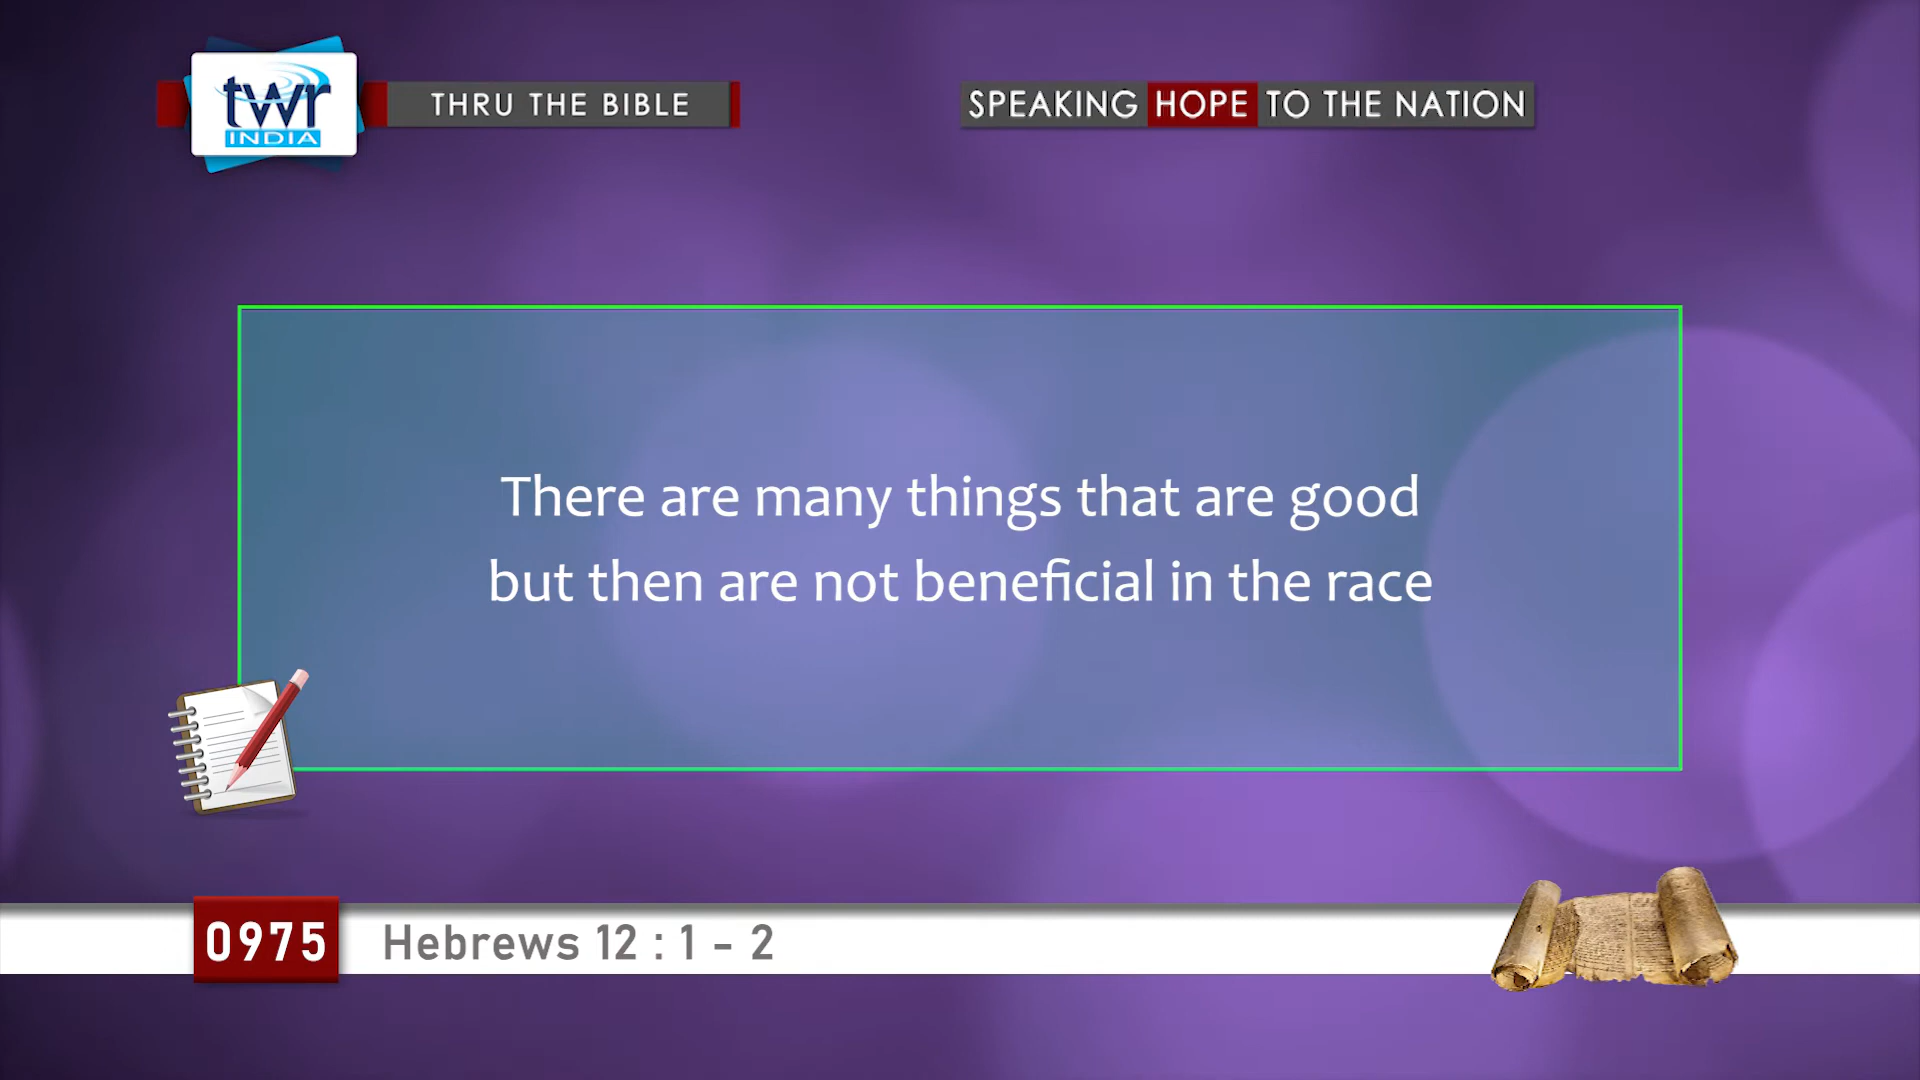 twr
INDIA
THRU THE BIBLE
SPEAKING HOPE TO THE NATION
There are many things that are good
but then are not beneficial in the race
0975
Hebrews 12 : 1 - 2